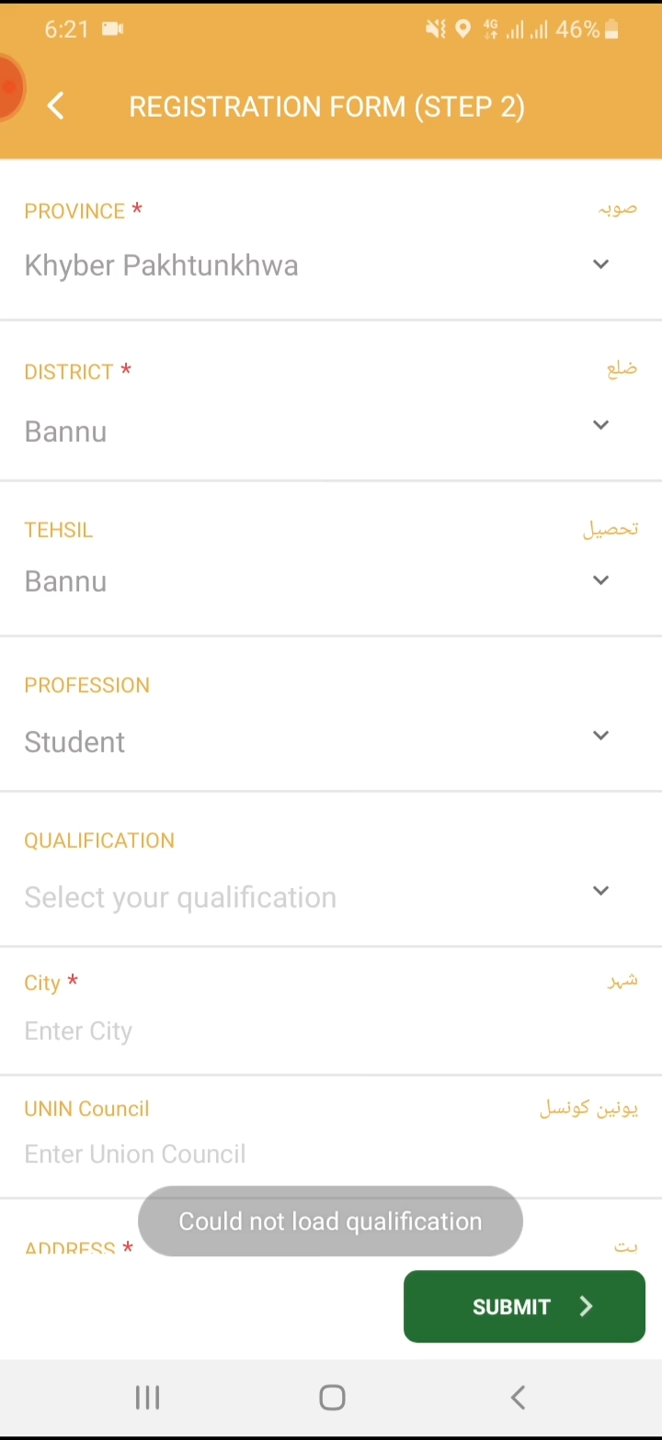 6:21 4G 46%
REGISTRATION FORM (STEP 2)
PROVINCE * صوبہ
Khyber Pakhtunkhwa
DISTRICT * ضلع
Bannu
TEHSIL تحصیل
Bannu
PROFESSION
Student
QUALIFICATION
Select your qualification
City * شہر
Enter City
UNIN Council یونین کونسل
Enter Union Council
Could not load qualification
ADDRESS *
SUBMIT